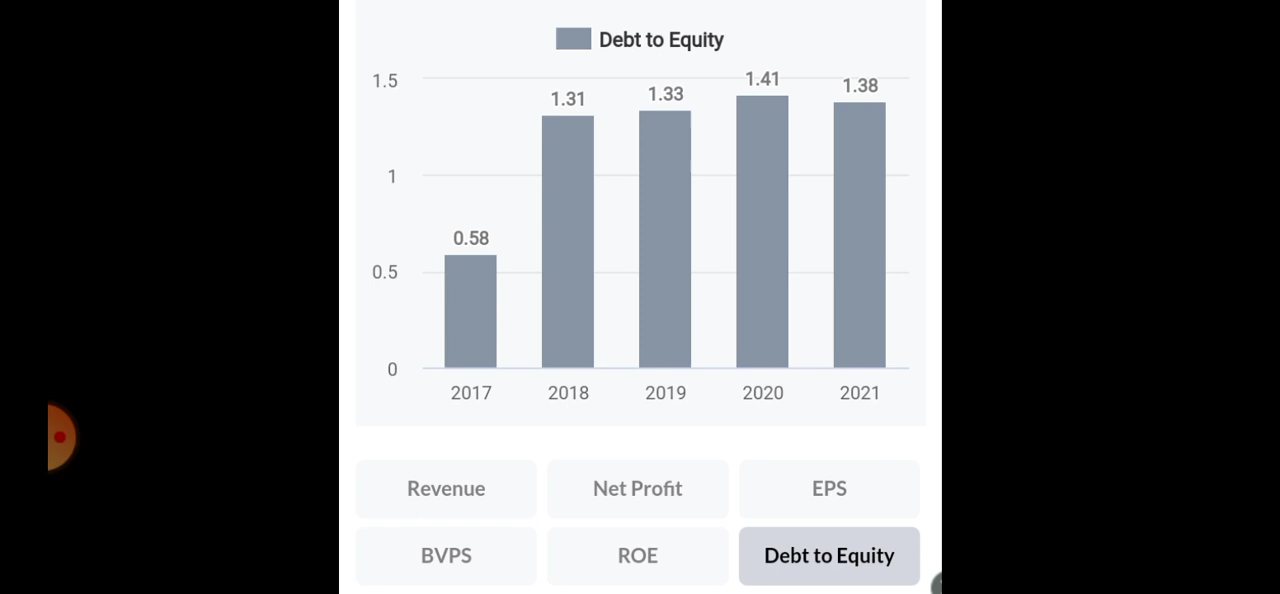 Debt to Equity
1.5
1
0.5
0
0.58
1.31
1.33
1.41
1.38
2017 2018 2019 2020 2021
Revenue Net Profit EPS
BVPS ROE Debt to Equity